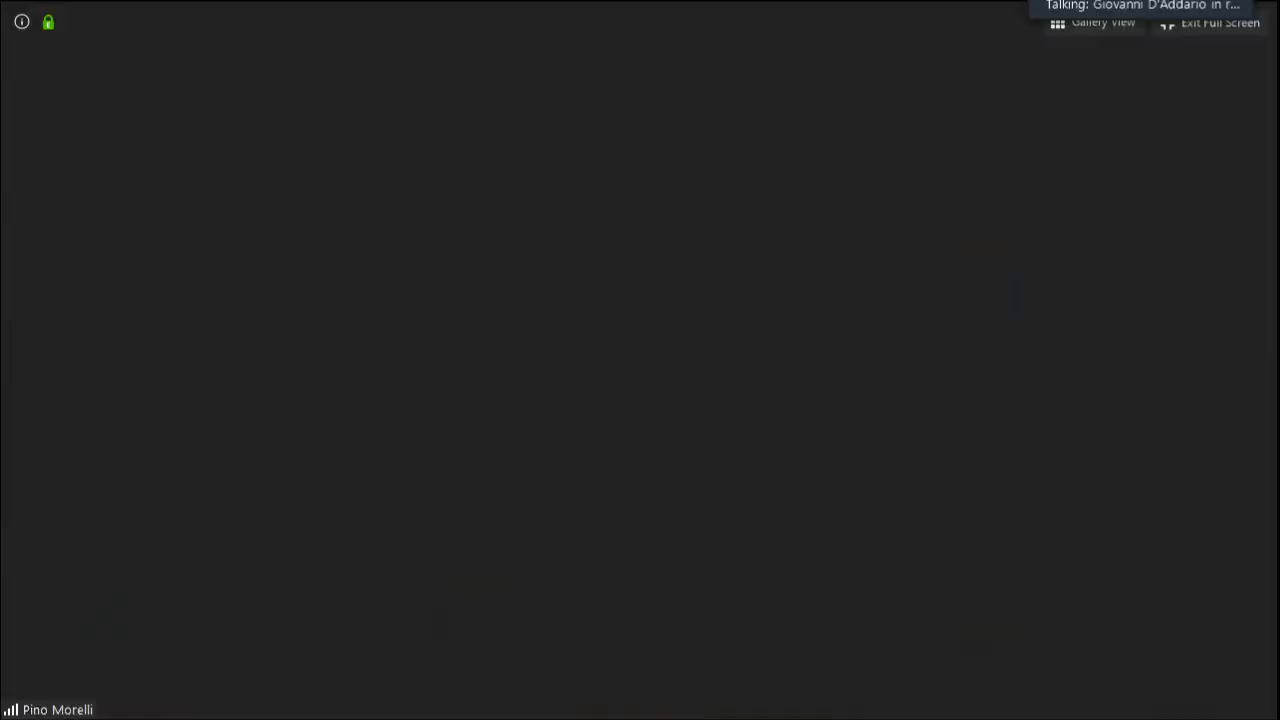 Talking: Giovanni D'Addario in r...
Gallery View
Exit Full Screen
Pino Morelli